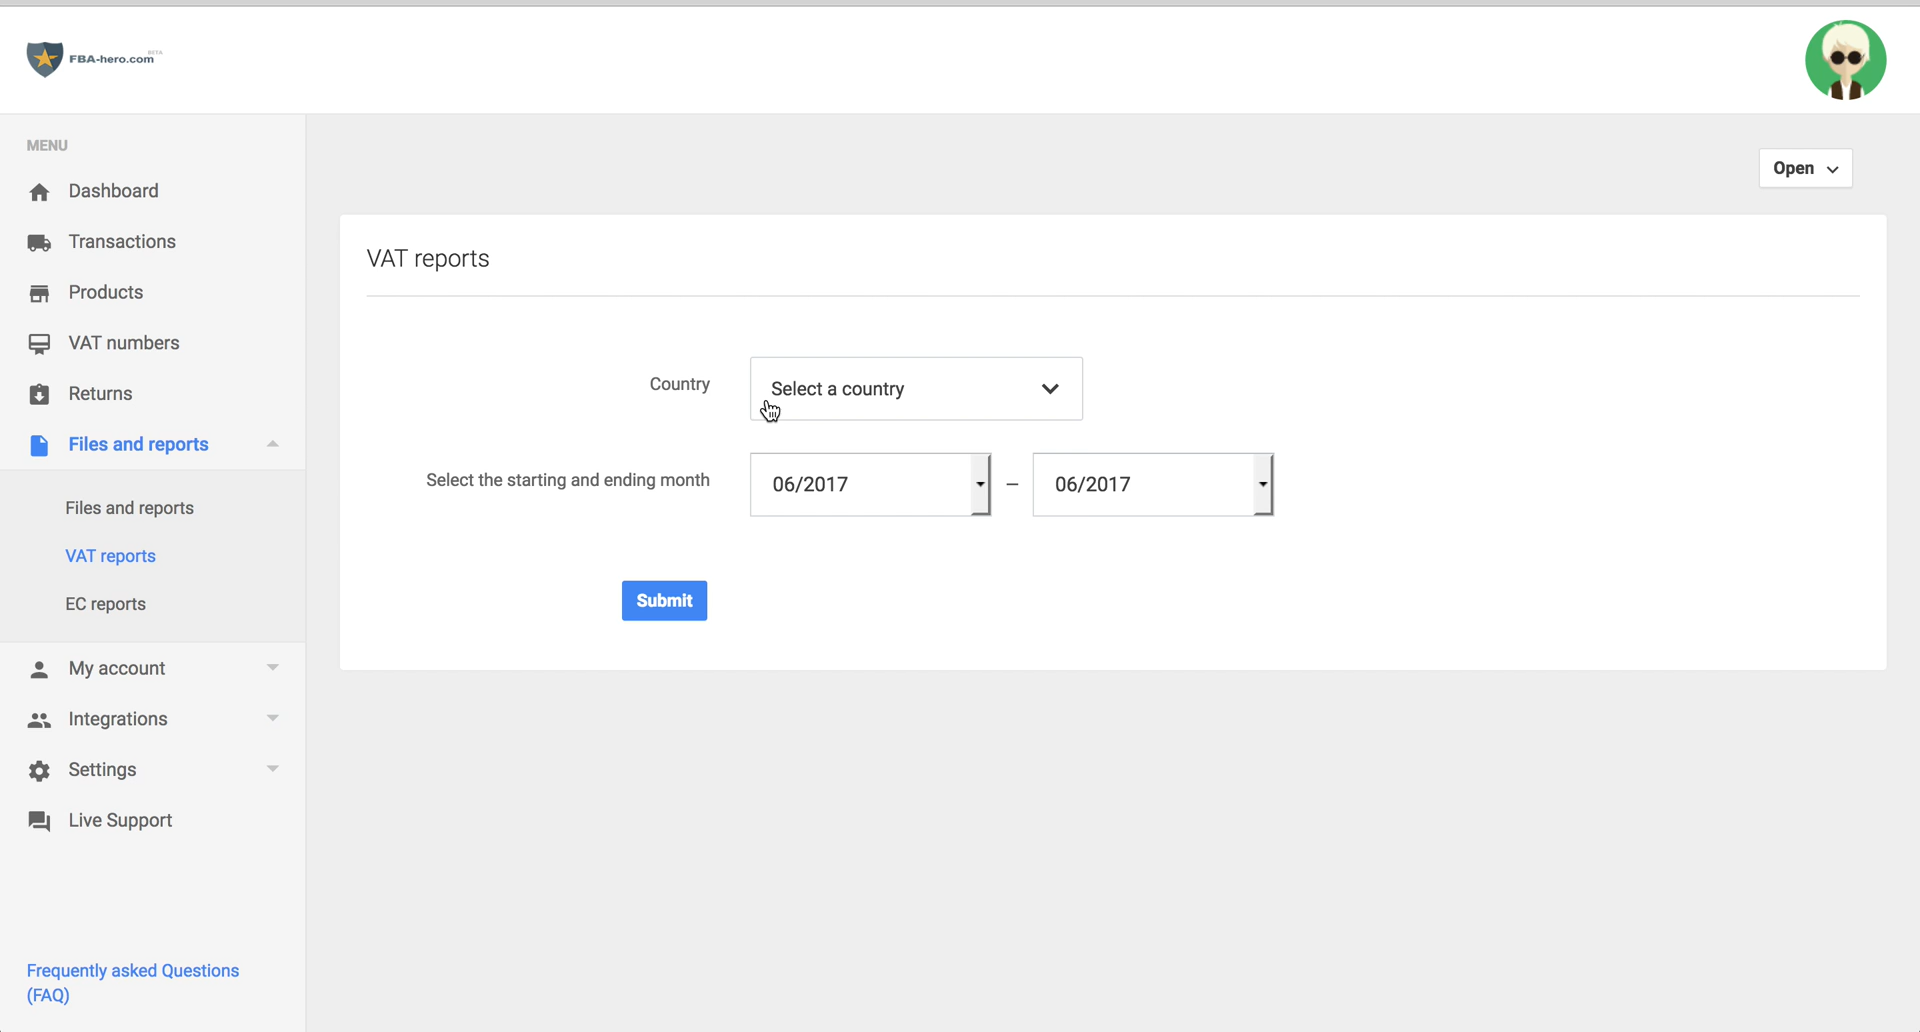 FBA-hero.com BETA
MENU
Dashboard
Transactions
Products
VAT numbers
Returns
Files and reports
Files and reports
VAT reports
EC reports
My account
Integrations
Settings
Live Support
Frequently asked Questions
(FAQ)
Open
VAT reports
Country
Select a country
Select the starting and ending month
06/2017 – 06/2017
Submit